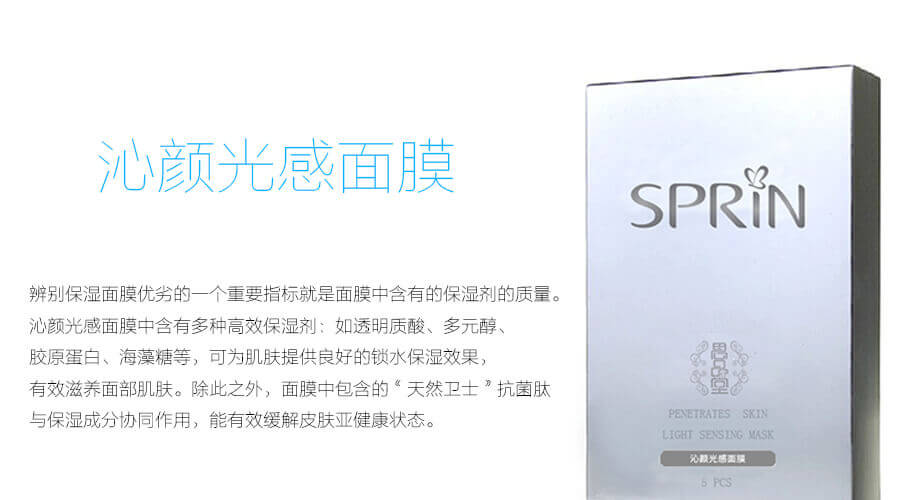 沁颜光感面膜
辨别保湿面膜优劣的一个重要指标就是面膜中含有的保湿剂的质量。
沁颜光感面膜中含有多种高效保湿剂：如透明质酸、多元醇、
胶原蛋白、海藻糖等，可为肌肤提供良好的锁水保湿效果，
有效滋养面部肌肤。除此之外，面膜中包含的“天然卫士”抗菌肽
与保湿成分协同作用，能有效缓解皮肤亚健康状态。
SPRiN
PENETRATES SKIN
LIGHT SENSING MASK
沁颜光感面膜
5 PCS